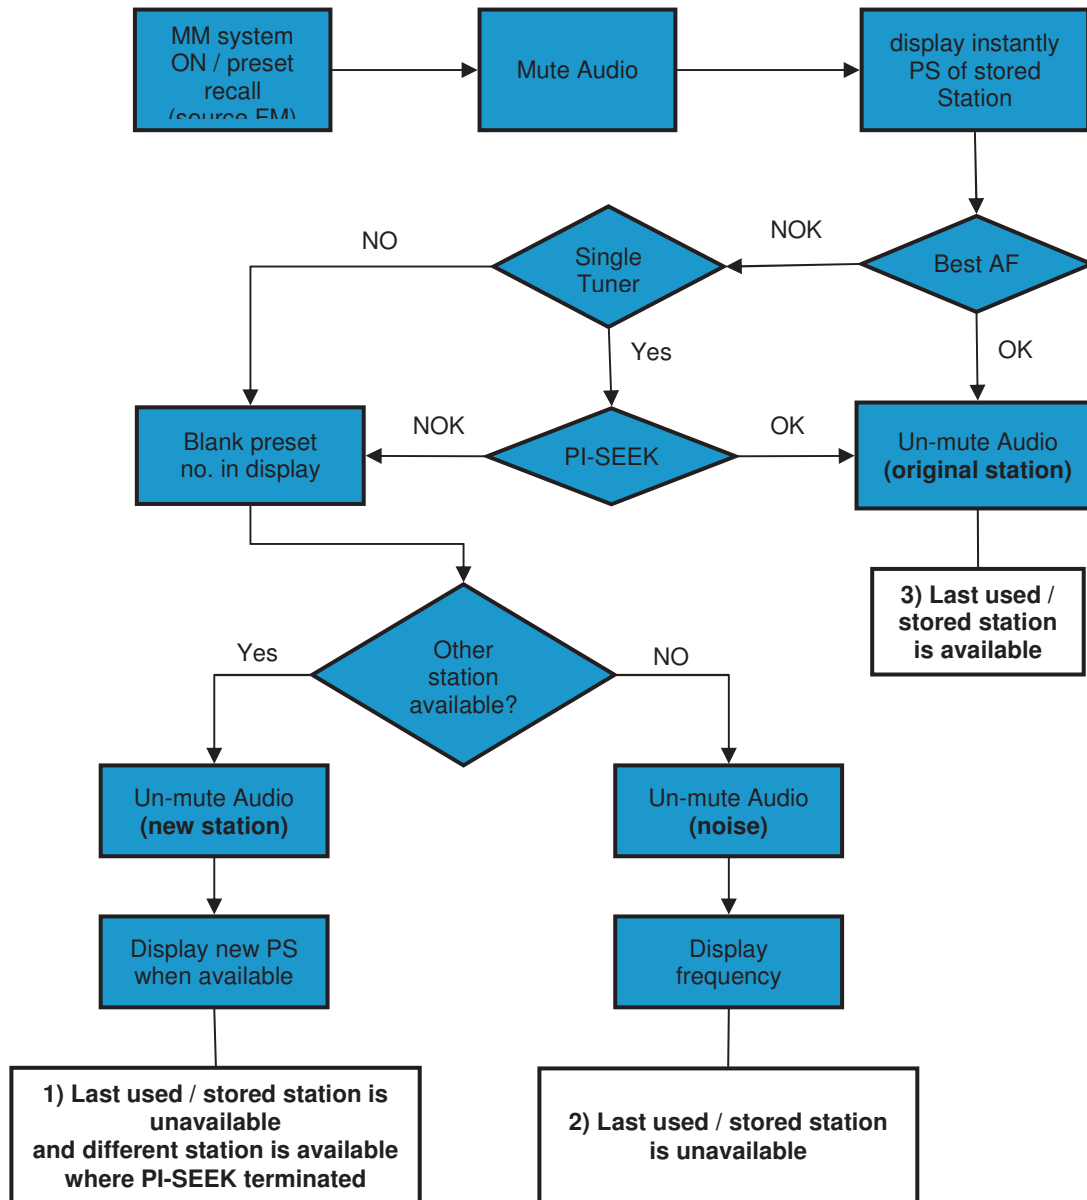 MM system
ON / preset
recall
(source FM)
Mute Audio
display instantly
PS of stored
Station
NO
Single
Tuner
NOK
Best AF
Yes
OK
Blank preset
no. in display
NOK
PI-SEEK
OK
Un-mute Audio
(original station)
3) Last used /
stored station
is available
Yes
Other
station
available?
NO
Un-mute Audio
(new station)
Un-mute Audio
(noise)
Display new PS
when available
Display
frequency
1) Last used / stored station is
unavailable
and different station is available
where PI-SEEK terminated
2) Last used / stored station
is unavailable